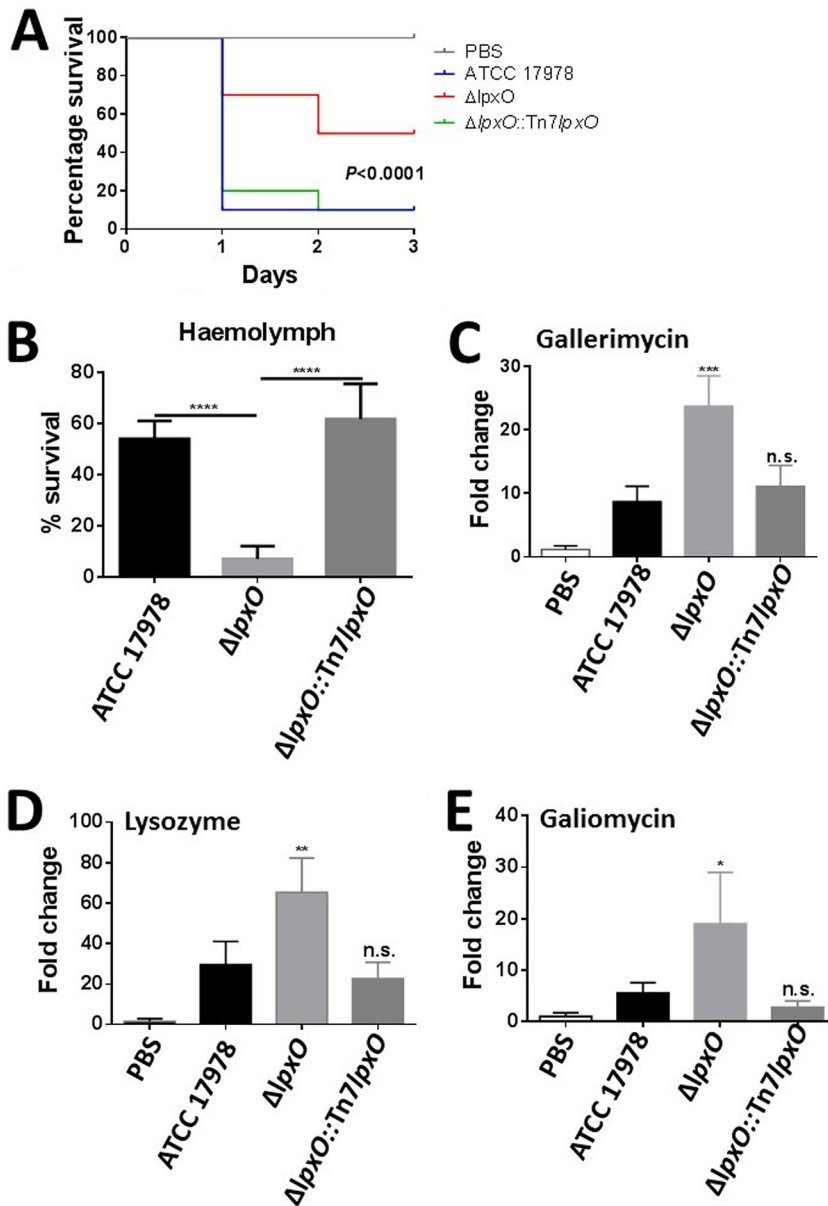 A
Percentage survival
100
80
60
40
20
0
0 1 2 3
Days
P<0.0001
PBS
ATCC 17978
ΔlpxO
ΔlpxO::Tn7lpxO
B
Haemolymph
% survival
80
60
40
20
0
**** ****
ATCC 17978
ΔlpxO
ΔlpxO::Tn7lpxO
C
Gallerimycin
Fold change
30
20
10
0
***
n.s.
PBS
ATCC 17978
ΔlpxO
ΔlpxO::Tn7lpxO
D
Lysozyme
Fold change
100
80
60
40
20
0
**
n.s.
PBS
ATCC 17978
ΔlpxO
ΔlpxO::Tn7lpxO
E
Galiomycin
Fold change
40
30
20
10
0
*
n.s.
PBS
ATCC 17978
ΔlpxO
ΔlpxO::Tn7lpxO